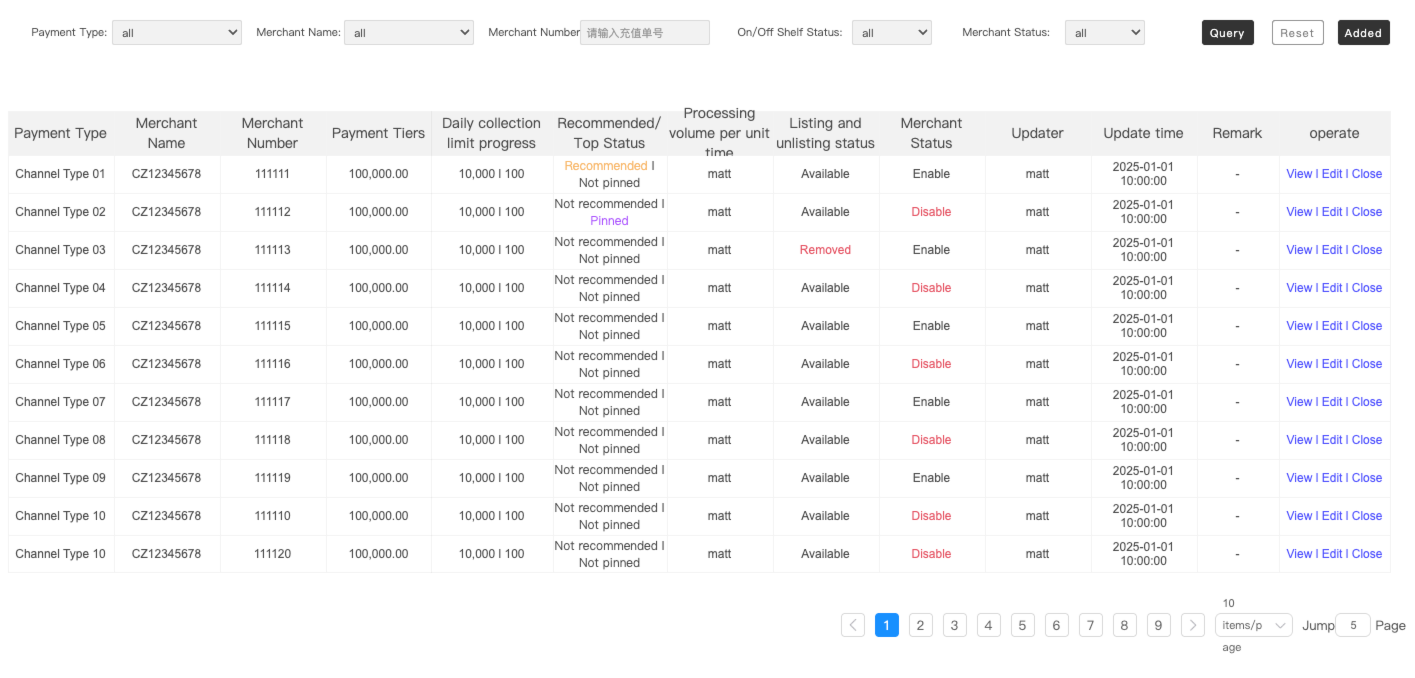 Payment Type: all Merchant Name: all Merchant Number 请输入充值单号 On/Off Shelf Status: all Merchant Status: all Query Reset Added
Payment Type Merchant Name Merchant Number Payment Tiers Daily collection limit progress Recommended/ Top Status Processing volume per unit time Listing and unlisting status Merchant Status Updater Update time Remark operate
Channel Type 01 CZ12345678 111111 100,000.00 10,000 | 100 Recommended | Not pinned matt Available Enable matt 2025-01-01 10:00:00 - View | Edit | Close
Channel Type 02 CZ12345678 111112 100,000.00 10,000 | 100 Not recommended | Pinned matt Available Disable matt 2025-01-01 10:00:00 - View | Edit | Close
Channel Type 03 CZ12345678 111113 100,000.00 10,000 | 100 Not recommended | Not pinned matt Removed Enable matt 2025-01-01 10:00:00 - View | Edit | Close
Channel Type 04 CZ12345678 111114 100,000.00 10,000 | 100 Not recommended | Not pinned matt Available Disable matt 2025-01-01 10:00:00 - View | Edit | Close
Channel Type 05 CZ12345678 111115 100,000.00 10,000 | 100 Not recommended | Not pinned matt Available Enable matt 2025-01-01 10:00:00 - View | Edit | Close
Channel Type 06 CZ12345678 111116 100,000.00 10,000 | 100 Not recommended | Not pinned matt Available Disable matt 2025-01-01 10:00:00 - View | Edit | Close
Channel Type 07 CZ12345678 111117 100,000.00 10,000 | 100 Not recommended | Not pinned matt Available Enable matt 2025-01-01 10:00:00 - View | Edit | Close
Channel Type 08 CZ12345678 111118 100,000.00 10,000 | 100 Not recommended | Not pinned matt Available Disable matt 2025-01-01 10:00:00 - View | Edit | Close
Channel Type 09 CZ12345678 111119 100,000.00 10,000 | 100 Not recommended | Not pinned matt Available Enable matt 2025-01-01 10:00:00 - View | Edit | Close
Channel Type 10 CZ12345678 111110 100,000.00 10,000 | 100 Not recommended | Not pinned matt Available Disable matt 2025-01-01 10:00:00 - View | Edit | Close
Channel Type 10 CZ12345678 111120 100,000.00 10,000 | 100 Not recommended | Not pinned matt Available Disable matt 2025-01-01 10:00:00 - View | Edit | Close
1 2 3 4 5 6 7 8 9 10 items/p age Jump 5 Page